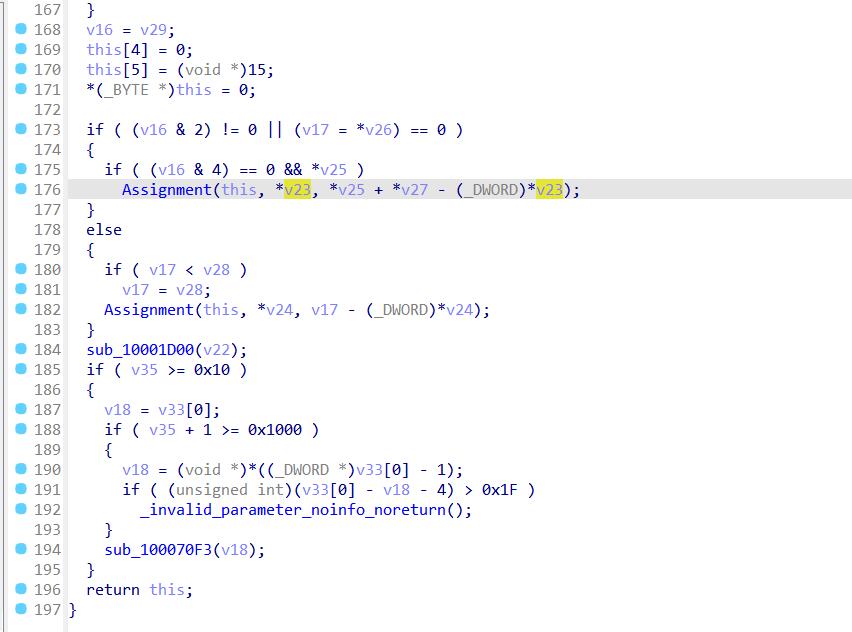 167 }
168 v16 = v29;
169 this[4] = 0;
170 this[5] = (void *)15;
171 *(_BYTE *)this = 0;
172
173 if ( (v16 & 2) != 0 || (v17 = *v26) == 0 )
174 {
175 if ( (v16 & 4) == 0 && *v25 )
176 Assignment(this, *v23, *v25 + *v27 - (_DWORD)*v23);
177 }
178 else
179 {
180 if ( v17 < v28 )
181 v17 = v28;
182 Assignment(this, *v24, v17 - (_DWORD)*v24);
183 }
184 sub_10001D00(v22);
185 if ( v35 >= 0x10 )
186 {
187 v18 = v33[0];
188 if ( v35 + 1 >= 0x1000 )
189 {
190 v18 = (void *)*((_DWORD *)v33[0] - 1);
191 if ( (unsigned int)(v33[0] - v18 - 4) > 0x1F )
192 _invalid_parameter_noinfo_noreturn();
193 }
194 sub_100070F3(v18);
195 }
196 return this;
197 }